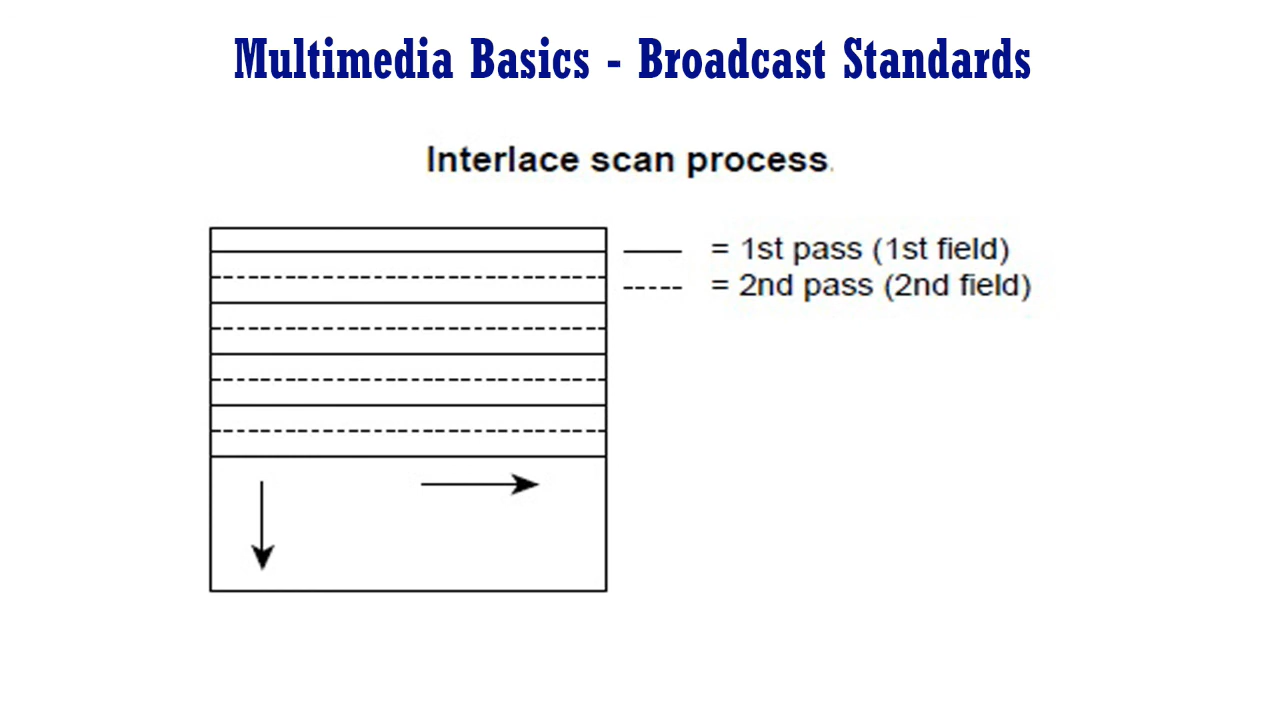 Multimedia Basics - Broadcast Standards
Interlace scan process.
= 1st pass (1st field)
= 2nd pass (2nd field)